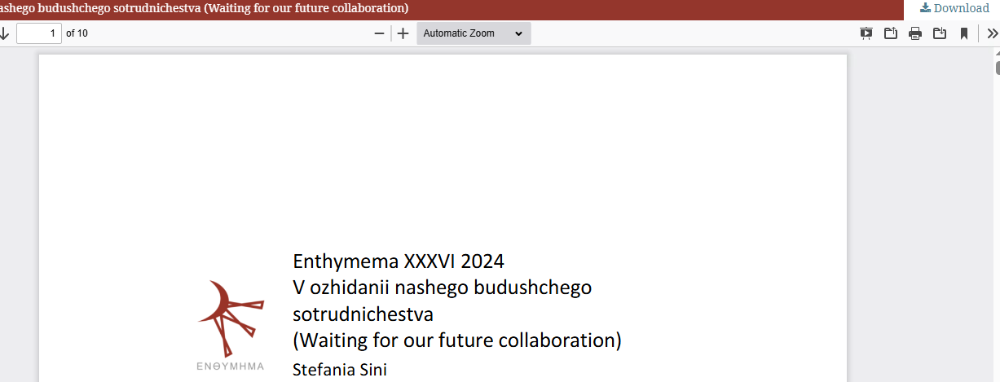 ashego budushchego sotrudnichestva (Waiting for our future collaboration)
Download
1 of 10
Automatic Zoom
Enthymema XXXVI 2024
V ozhidanii nashego budushchego
sotrudnichestva
(Waiting for our future collaboration)
ΕΝΘΥΜΗΜΑ
Stefania Sini